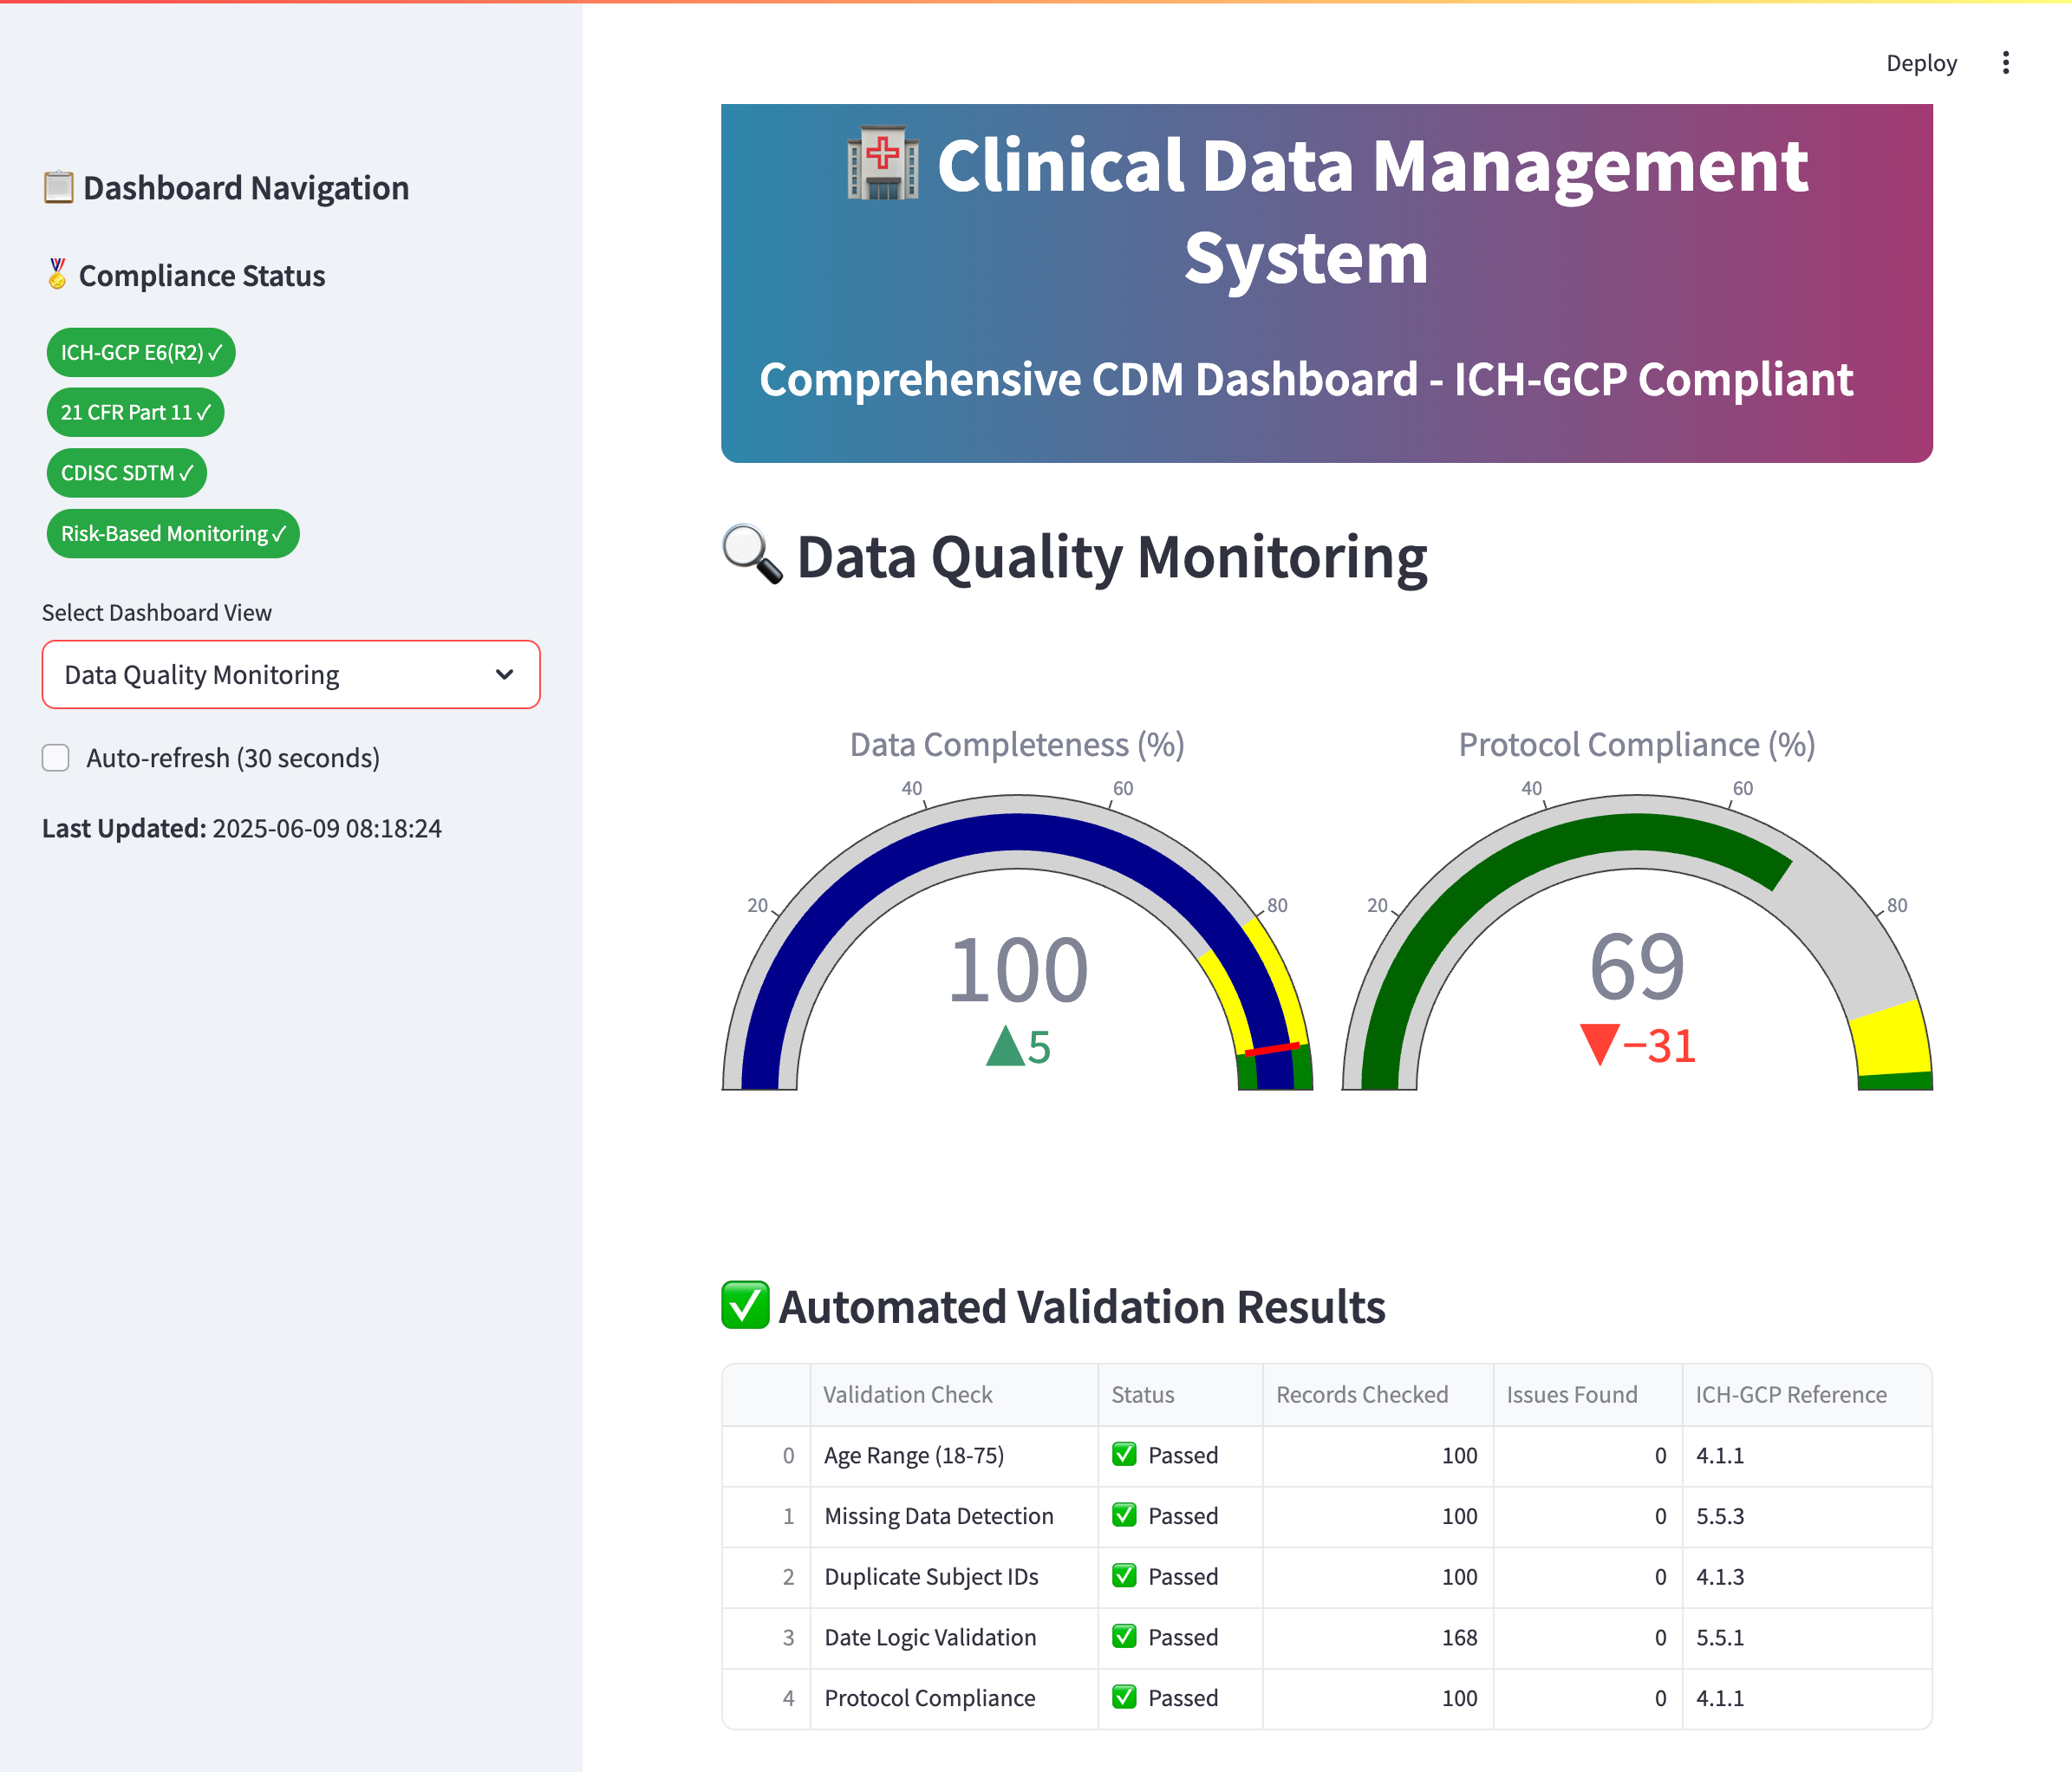 Deploy
📋 Dashboard Navigation
🏅 Compliance Status
ICH-GCP E6(R2) ✓
21 CFR Part 11 ✓
CDISC SDTM ✓
Risk-Based Monitoring ✓
Select Dashboard View
Data Quality Monitoring
Auto-refresh (30 seconds)
Last Updated: 2025-06-09 08:18:24
🏥 Clinical Data Management
System
Comprehensive CDM Dashboard - ICH-GCP Compliant
🔍 Data Quality Monitoring
Data Completeness (%)
20 40 60 80
100
▲5
Protocol Compliance (%)
20 40 60 80
69
▼−31
✅ Automated Validation Results
Validation Check Status Records Checked Issues Found ICH-GCP Reference
0 Age Range (18-75) ✅ Passed 100 0 4.1.1
1 Missing Data Detection ✅ Passed 100 0 5.5.3
2 Duplicate Subject IDs ✅ Passed 100 0 4.1.3
3 Date Logic Validation ✅ Passed 168 0 5.5.1
4 Protocol Compliance ✅ Passed 100 0 4.1.1